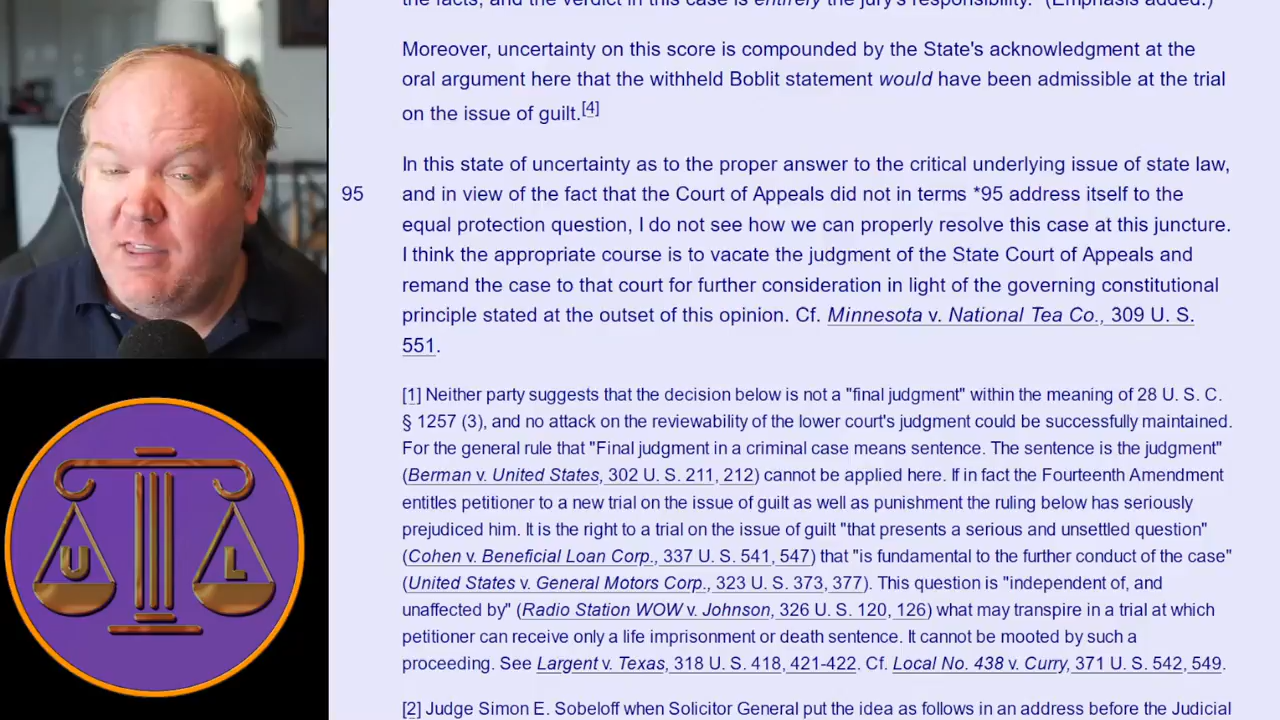 the facts, and the verdict in this case is entirely the jury's responsibility." (Emphasis added.)
Moreover, uncertainty on this score is compounded by the State's acknowledgment at the
oral argument here that the withheld Boblit statement would have been admissible at the trial
on the issue of guilt.[4]
In this state of uncertainty as to the proper answer to the critical underlying issue of state law,
95 and in view of the fact that the Court of Appeals did not in terms *95 address itself to the
equal protection question, I do not see how we can properly resolve this case at this juncture.
I think the appropriate course is to vacate the judgment of the State Court of Appeals and
remand the case to that court for further consideration in light of the governing constitutional
principle stated at the outset of this opinion. Cf. Minnesota v. National Tea Co., 309 U. S.
551.
[1] Neither party suggests that the decision below is not a "final judgment" within the meaning of 28 U. S. C.
§ 1257 (3), and no attack on the reviewability of the lower court's judgment could be successfully maintained.
For the general rule that "Final judgment in a criminal case means sentence. The sentence is the judgment"
(Berman v. United States, 302 U. S. 211, 212) cannot be applied here. If in fact the Fourteenth Amendment
entitles petitioner to a new trial on the issue of guilt as well as punishment the ruling below has seriously
prejudiced him. It is the right to a trial on the issue of guilt "that presents a serious and unsettled question"
(Cohen v. Beneficial Loan Corp., 337 U. S. 541, 547) that "is fundamental to the further conduct of the case"
(United States v. General Motors Corp., 323 U. S. 373, 377). This question is "independent of, and
unaffected by" (Radio Station WOW v. Johnson, 326 U. S. 120, 126) what may transpire in a trial at which
petitioner can receive only a life imprisonment or death sentence. It cannot be mooted by such a
proceeding. See Largent v. Texas, 318 U. S. 418, 421-422. Cf. Local No. 438 v. Curry, 371 U. S. 542, 549.
[2] Judge Simon E. Sobeloff when Solicitor General put the idea as follows in an address before the Judicial
U L